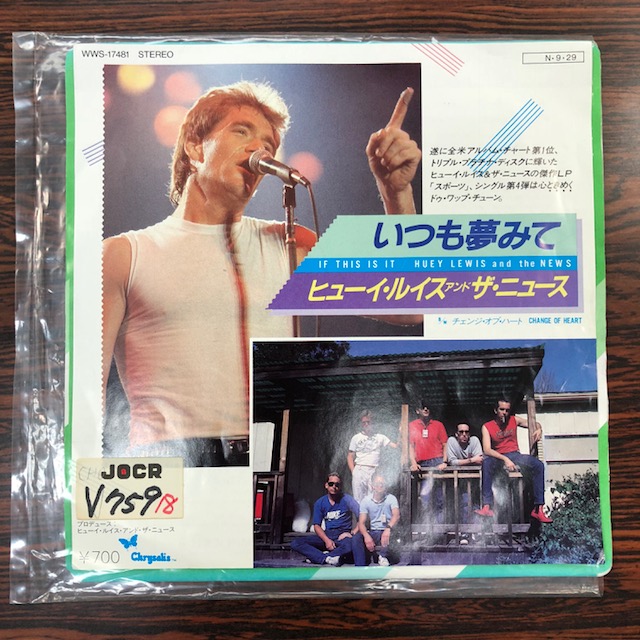 WWS-17481 STEREO
N・9・29
遂に全米アルバム・チャート第1位、
トリプル・プラチナ・ディスクに輝いた
ヒューイ・ルイス&ザ・ニュースの傑作LP
「スポーツ」、シングル第4弾は心ときめく
ドゥ・ワップ・チューン。
いつも夢みて
IF THIS IS IT HUEY LEWIS and the NEWS
ヒューイ・ルイス アンド ザ・ニュース
チェンジ・オブ・ハート CHANGE OF HEART
JOCR
V759 18
プロデュース:
ヒューイ・ルイス・アンド・ザ・ニュース
¥700 Chrysalis